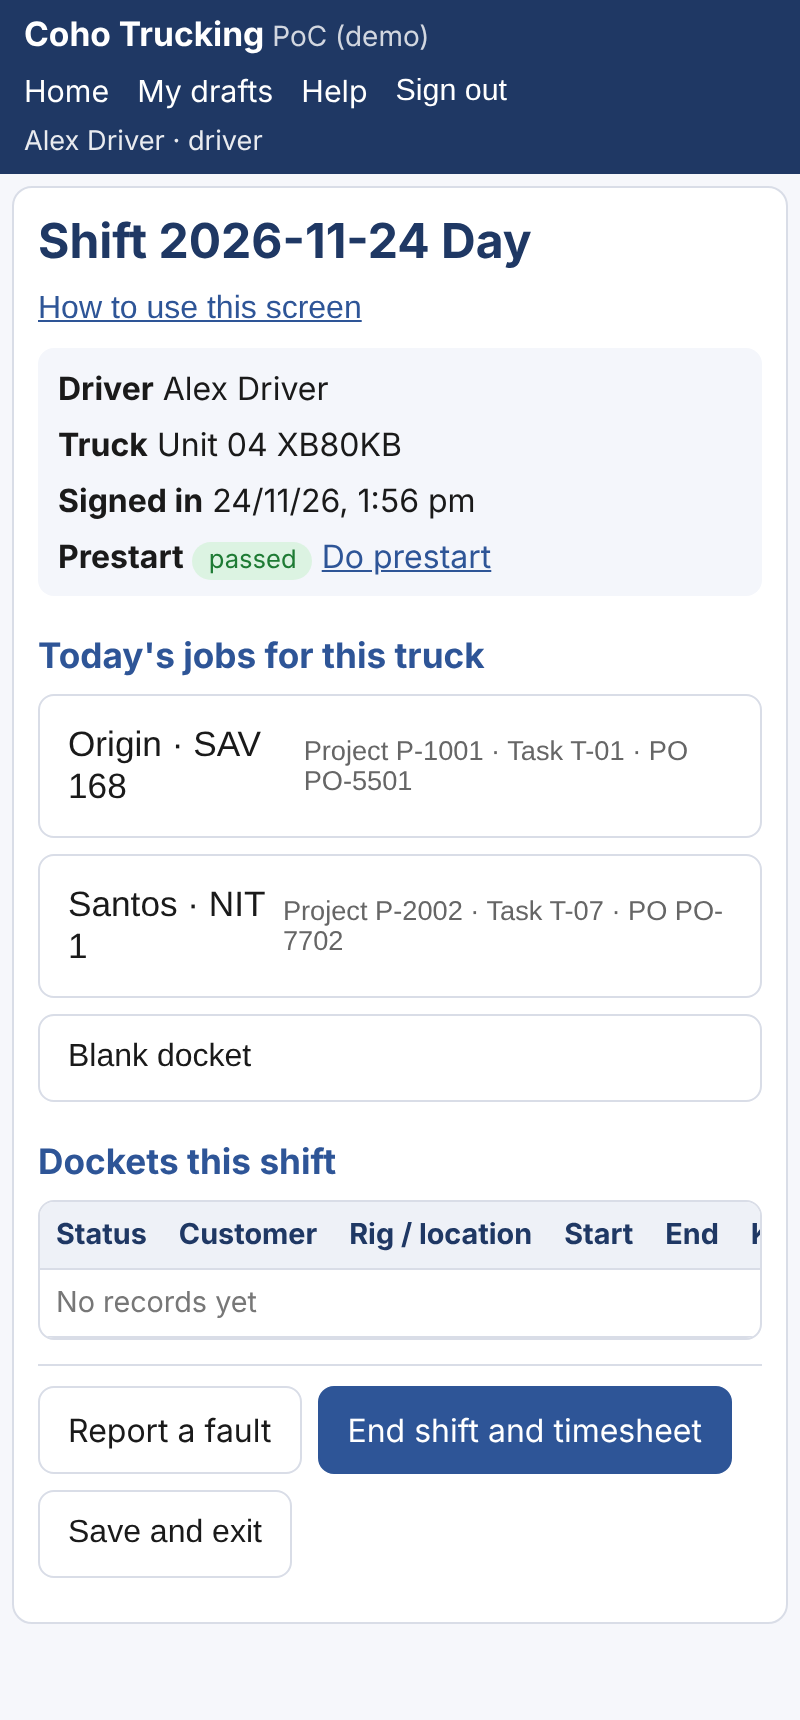 Coho Trucking PoC (demo)
Home My drafts Help Sign out
Alex Driver · driver
Shift 2026-11-24 Day
How to use this screen
Driver Alex Driver
Truck Unit 04 XB80KB
Signed in 24/11/26, 1:56 pm
Prestart passed Do prestart
Today's jobs for this truck
Origin · SAV
168
Project P-1001 · Task T-01 · PO
PO-5501
Santos · NIT
1
Project P-2002 · Task T-07 · PO PO-
7702
Blank docket
Dockets this shift
Status Customer Rig / location Start End
No records yet
Report a fault End shift and timesheet
Save and exit